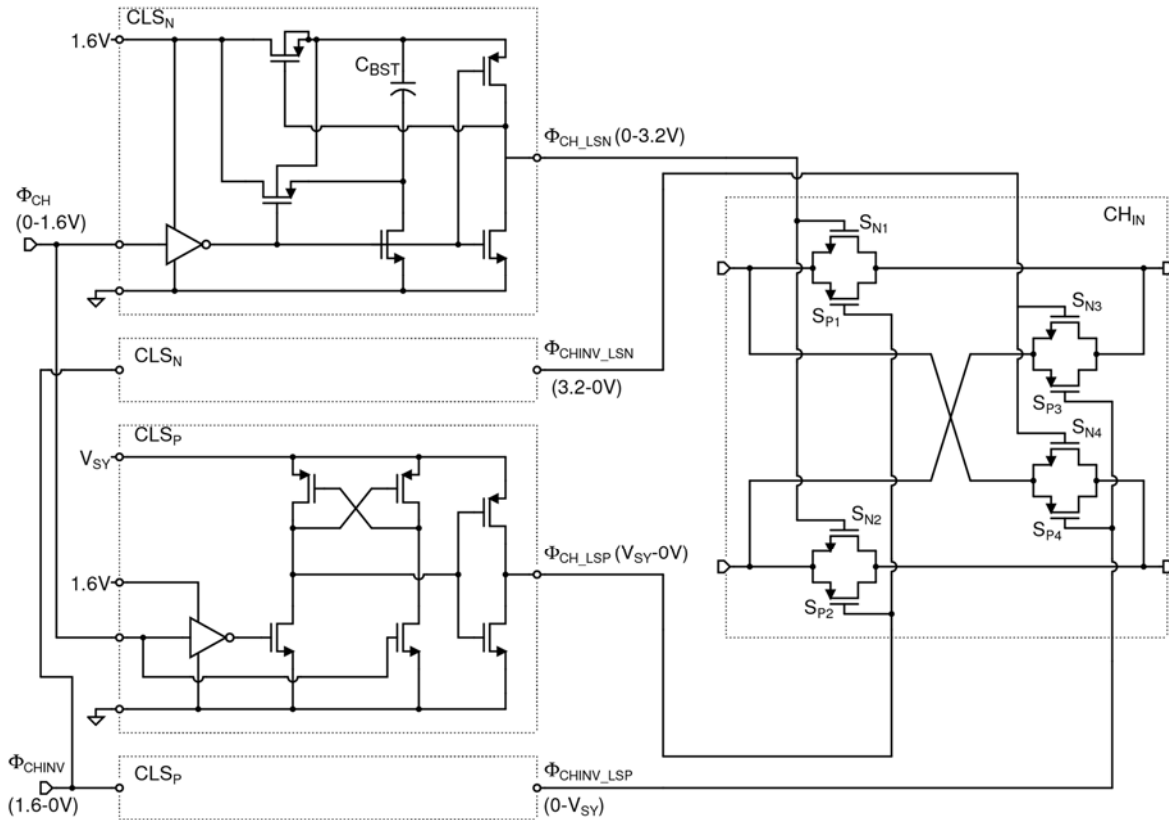 CLS_N
1.6V
C_BST
Φ_CH_LSN (0-3.2V)
Φ_CH
(0-1.6V)
CH_IN
S_N1
S_P1
S_N3
S_P3
S_N4
S_P4
S_N2
S_P2
CLS_N
Φ_CHINV_LSN
(3.2-0V)
CLS_P
V_SY
1.6V
Φ_CH_LSP (V_SY-0V)
Φ_CHINV
(1.6-0V)
CLS_P
Φ_CHINV_LSP
(0-V_SY)